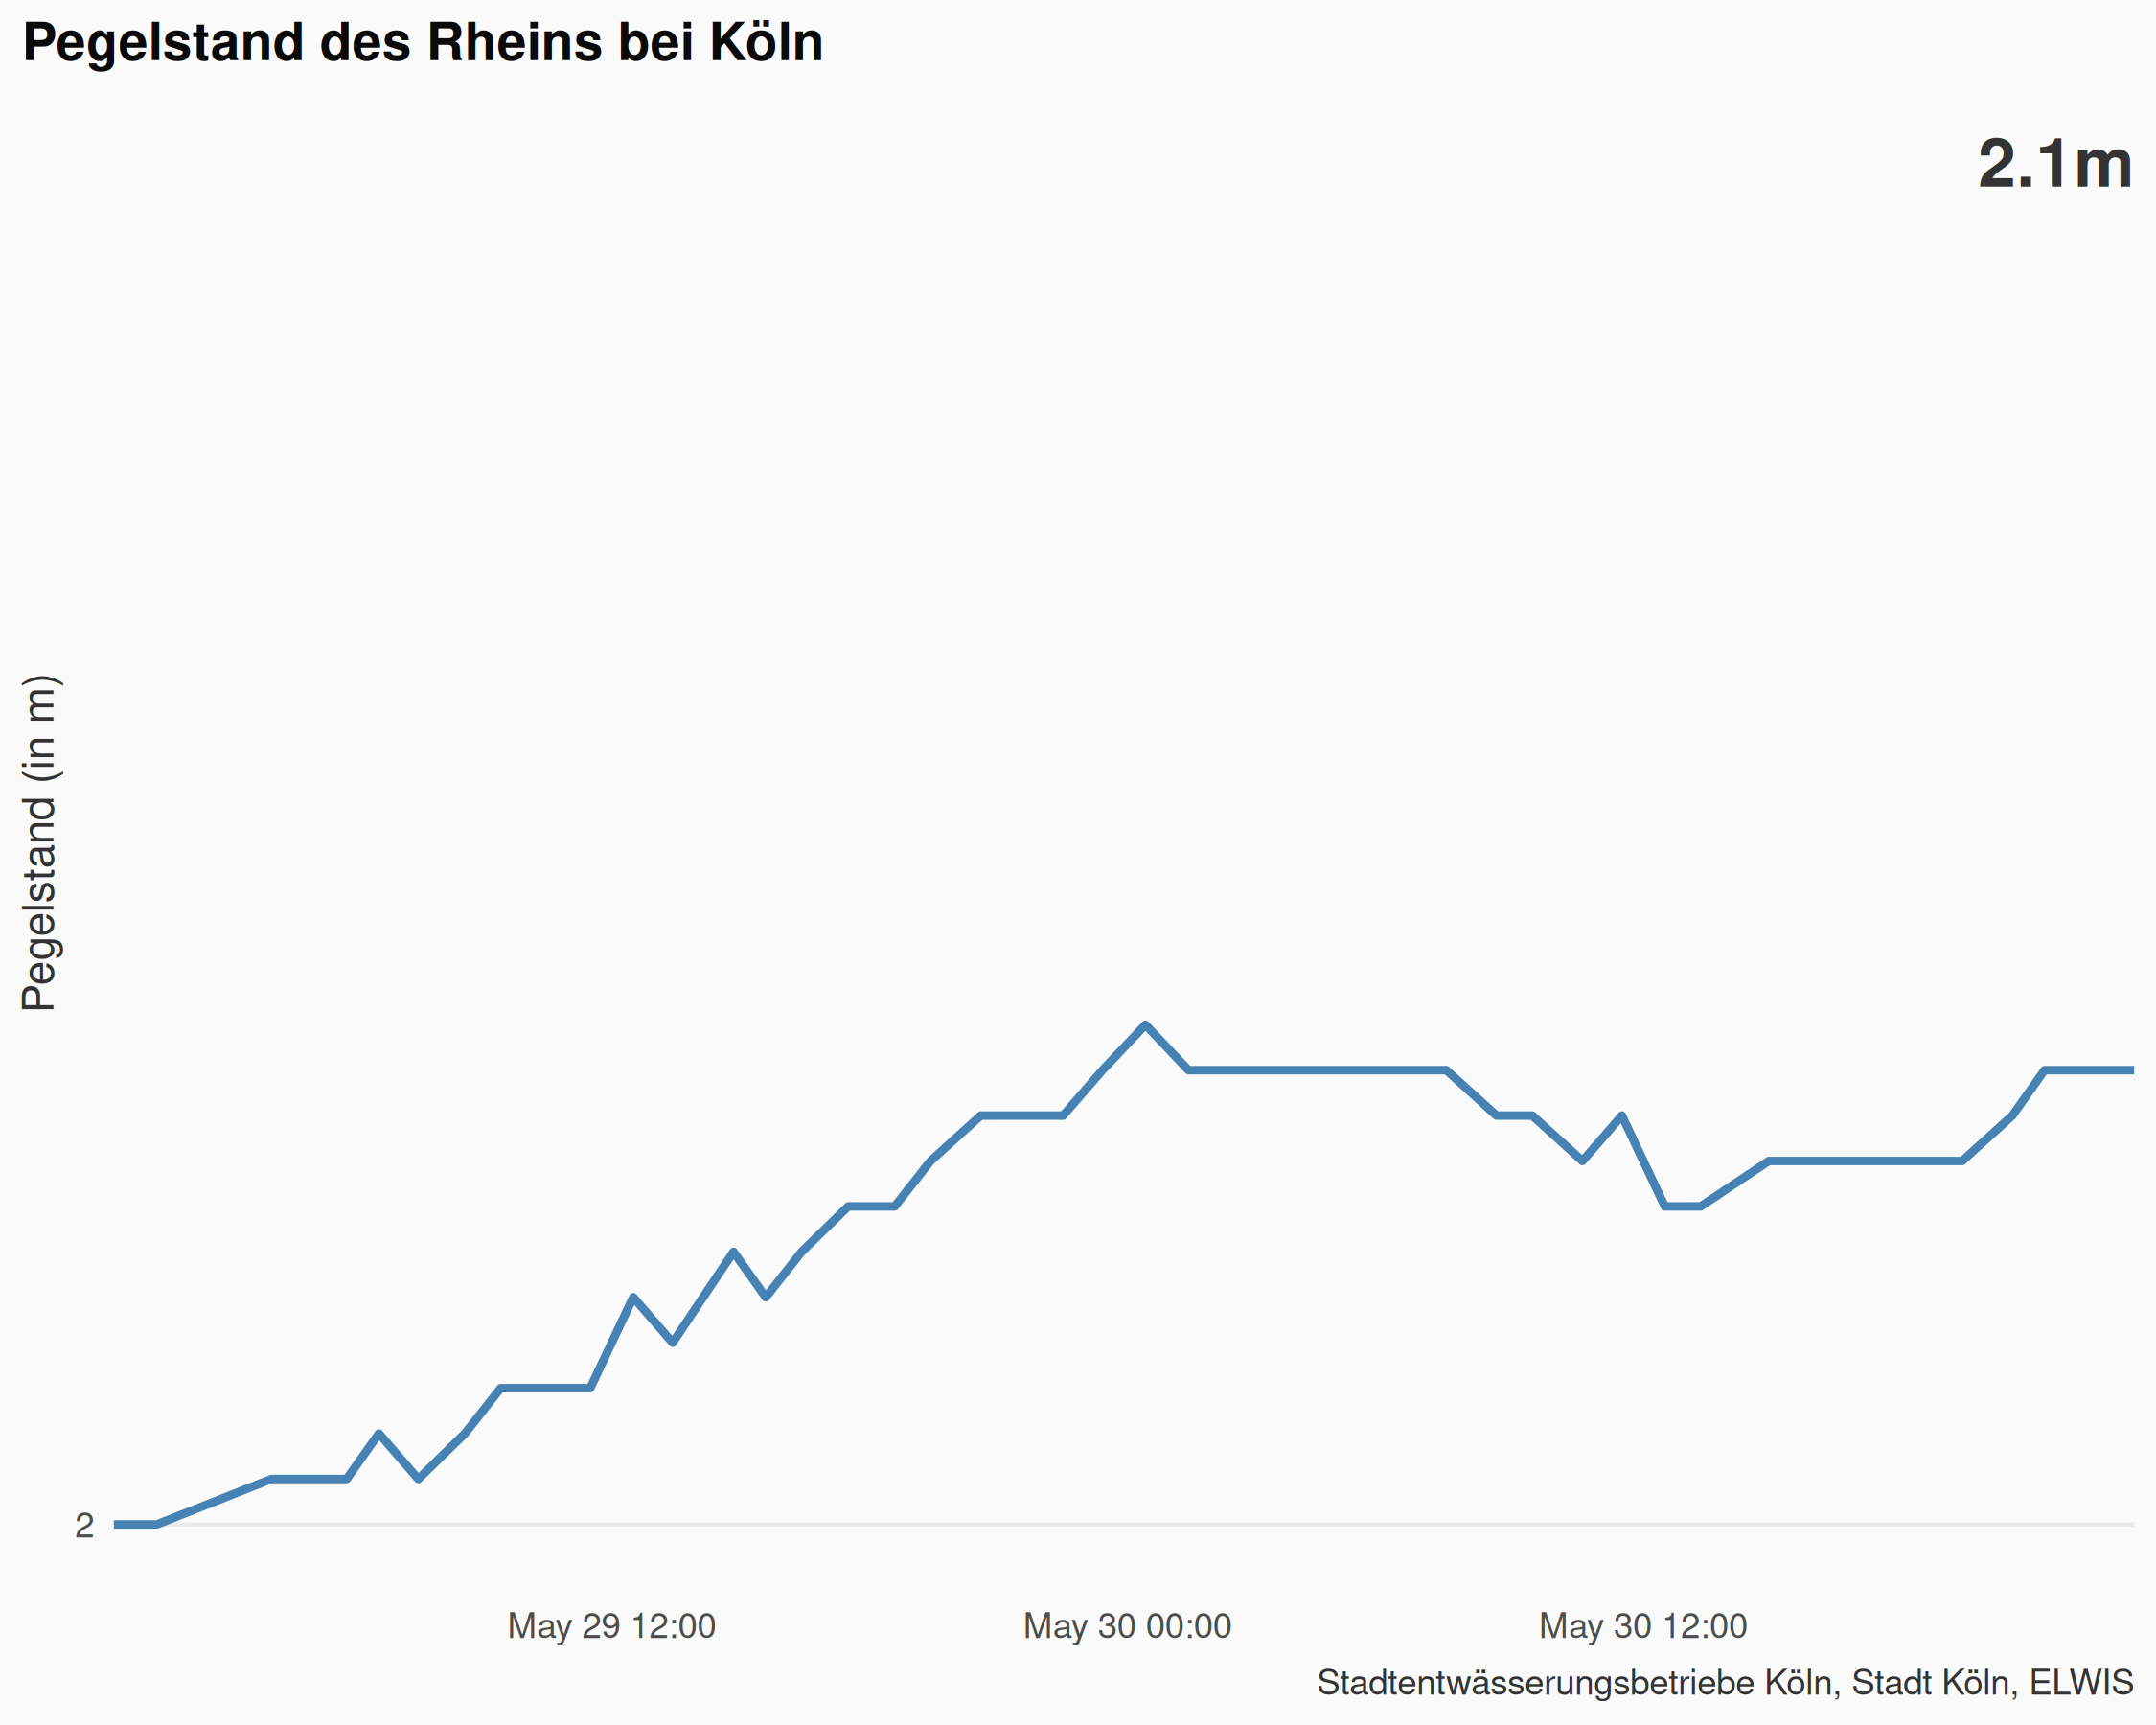 Pegelstand des Rheins bei Köln
2.1m
Pegelstand (in m)
2
May 29 12:00
May 30 00:00
May 30 12:00
Stadtentwässerungsbetriebe Köln, Stadt Köln, ELWIS